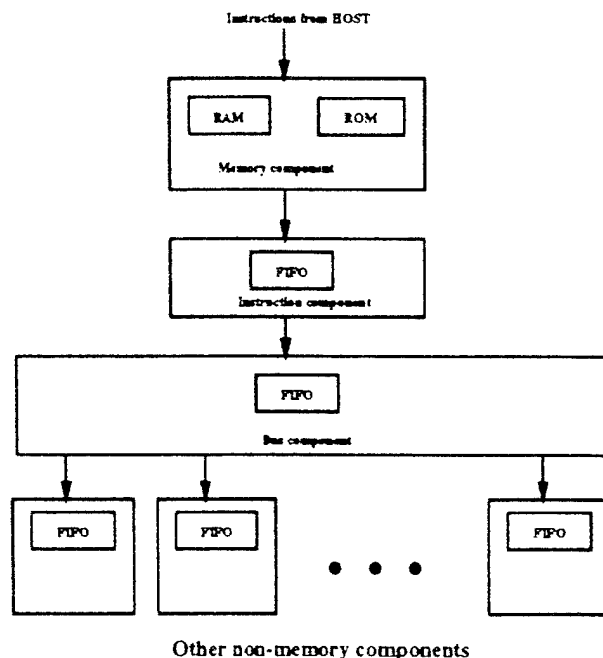 Instructions from HOST
RAM
ROM
Memory component
FIFO
Instruction component
FIFO
Bus component
FIFO
FIFO
FIFO
Other non-memory components